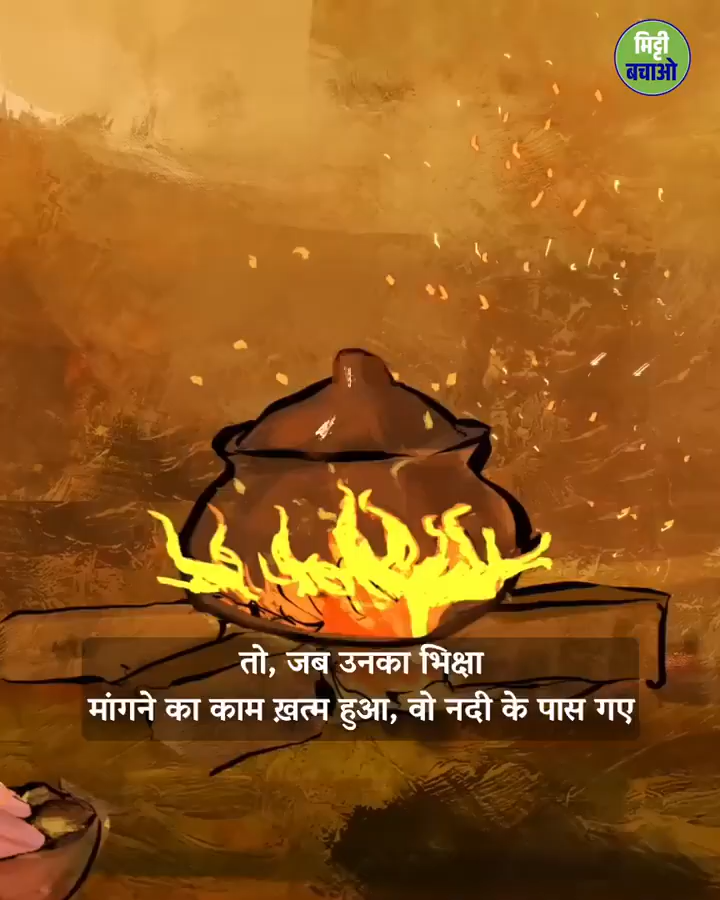 मिट्टी
बचाओ
तो, जब उनका भिक्षा
मांगने का काम ख़त्म हुआ, वो नदी के पास गए